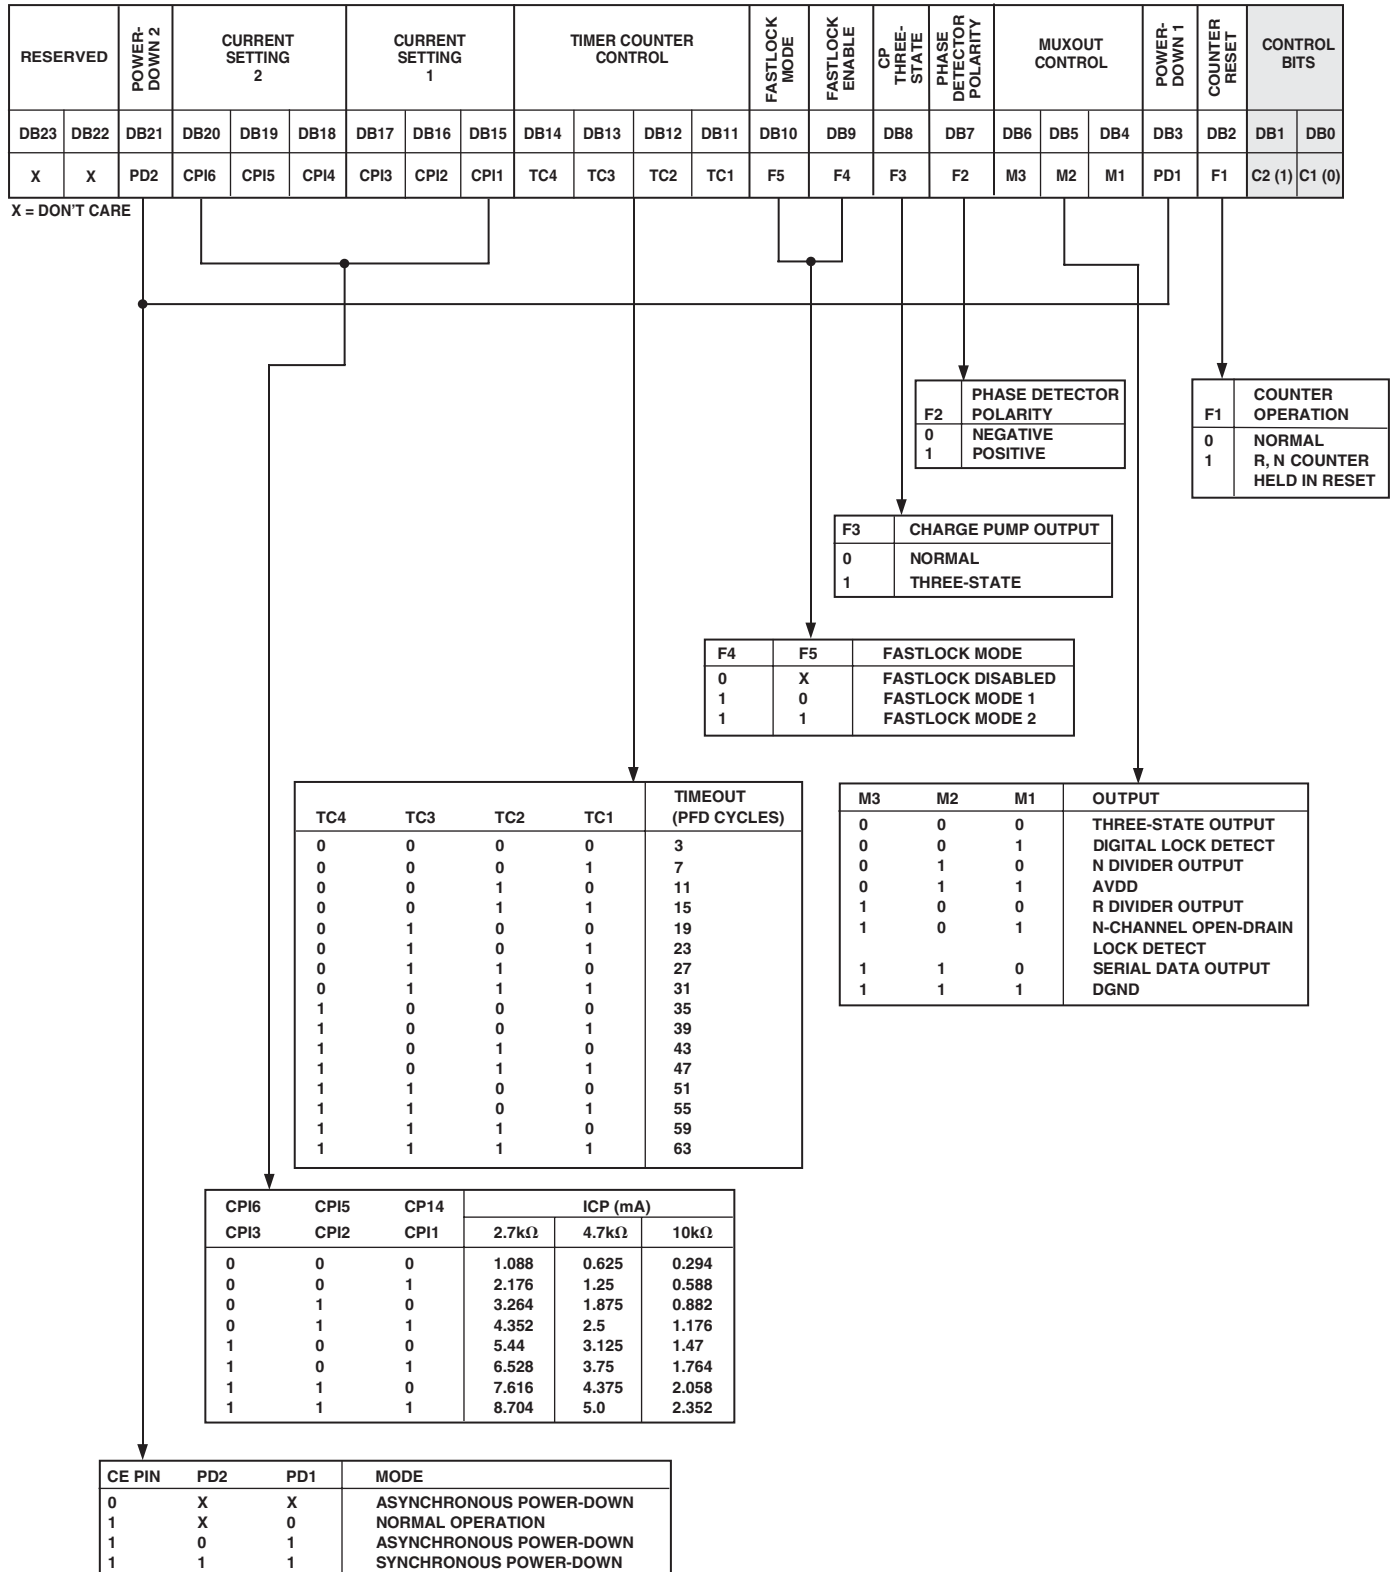 RESERVED POWER-DOWN 2 CURRENT SETTING 2 CURRENT SETTING 1 TIMER COUNTER CONTROL FASTLOCK MODE FASTLOCK ENABLE CP THREE-STATE PHASE DETECTOR POLARITY MUXOUT CONTROL POWER-DOWN 1 COUNTER RESET CONTROL BITS
DB23 DB22 DB21 DB20 DB19 DB18 DB17 DB16 DB15 DB14 DB13 DB12 DB11 DB10 DB9 DB8 DB7 DB6 DB5 DB4 DB3 DB2 DB1 DB0
X X PD2 CPI6 CPI5 CPI4 CPI3 CPI2 CPI1 TC4 TC3 TC2 TC1 F5 F4 F3 F2 M3 M2 M1 PD1 F1 C2 (1) C1 (0)
X = DON'T CARE
PHASE DETECTOR
F2 POLARITY
0 NEGATIVE
1 POSITIVE
COUNTER
F1 OPERATION
0 NORMAL
1 R, N COUNTER
HELD IN RESET
F3 CHARGE PUMP OUTPUT
0 NORMAL
1 THREE-STATE
F4 F5 FASTLOCK MODE
0 X FASTLOCK DISABLED
1 0 FASTLOCK MODE 1
1 1 FASTLOCK MODE 2
TIMEOUT
TC4 TC3 TC2 TC1 (PFD CYCLES)
0 0 0 0 3
0 0 0 1 7
0 0 1 0 11
0 0 1 1 15
0 1 0 0 19
0 1 0 1 23
0 1 1 0 27
0 1 1 1 31
1 0 0 0 35
1 0 0 1 39
1 0 1 0 43
1 0 1 1 47
1 1 0 0 51
1 1 0 1 55
1 1 1 0 59
1 1 1 1 63
M3 M2 M1 OUTPUT
0 0 0 THREE-STATE OUTPUT
0 0 1 DIGITAL LOCK DETECT
0 1 0 N DIVIDER OUTPUT
0 1 1 AVDD
1 0 0 R DIVIDER OUTPUT
1 0 1 N-CHANNEL OPEN-DRAIN
LOCK DETECT
1 1 0 SERIAL DATA OUTPUT
1 1 1 DGND
CPI6 CPI5 CP14 ICP (mA)
CPI3 CPI2 CPI1 2.7kΩ 4.7kΩ 10kΩ
0 0 0 1.088 0.625 0.294
0 0 1 2.176 1.25 0.588
0 1 0 3.264 1.875 0.882
0 1 1 4.352 2.5 1.176
1 0 0 5.44 3.125 1.47
1 0 1 6.528 3.75 1.764
1 1 0 7.616 4.375 2.058
1 1 1 8.704 5.0 2.352
CE PIN PD2 PD1 MODE
0 X X ASYNCHRONOUS POWER-DOWN
1 X 0 NORMAL OPERATION
1 0 1 ASYNCHRONOUS POWER-DOWN
1 1 1 SYNCHRONOUS POWER-DOWN